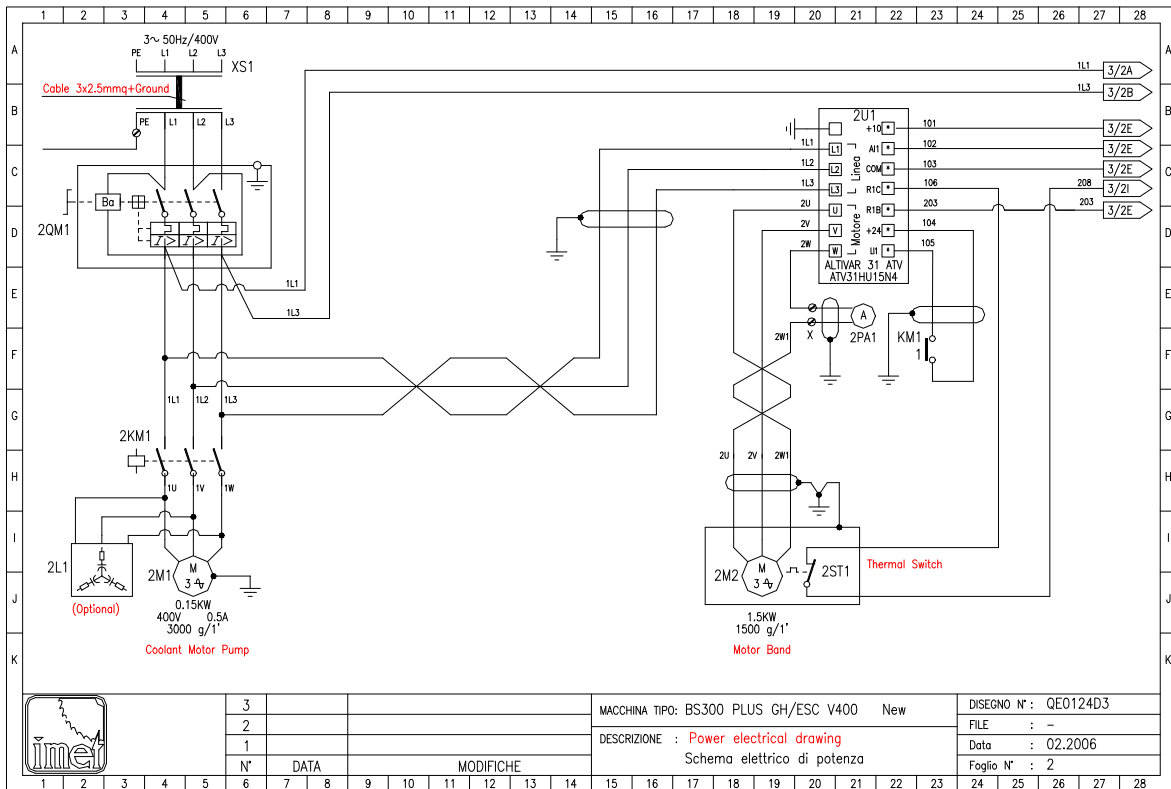 1 2 3 4 5 6 7 8 9 10 11 12 13 14 15 16 17 18 19 20 21 22 23 24 25 26 27 28
A A
B B
C C
D D
E E
F F
G G
H H
I I
J J
K K
3~ 50Hz/400V
PE L1 L2 L3
XS1
Cable 3x2.5mmq+Ground
PE L1 L2 L3
Ba
2QM1
I > I > I >
1L1
1L3
1L1 3/2A
1L3 3/2B
2U1
+10 * 101 3/2E
1L1 L1 AI1 * 102 3/2E
1L2 L2 COM * 103 3/2E
1L3 L3 R1C * 106 208 3/2I
2U U R1B * 203 203 3/2E
2V V +24 * 104
2W W LI1 * 105
Linea
Motore
ALTIVAR 31 ATV
ATV31HU15N4
A
X
2PA1
2W1
KM1
1
1L1 1L2 1L3
2KM1
1U 1V 1W
2U 2V 2W1
2L1
(Optional)
2M1
M
3
0.15KW
400V 0.5A
3000 g/1'
Coolant Motor Pump
2M2
M
3
2ST1
Thermal Switch
1.5KW
1500 g/1'
Motor Band
imet
3
2
1
N° DATA MODIFICHE
MACCHINA TIPO: BS300 PLUS GH/ESC V400 New
DESCRIZIONE : Power electrical drawing
Schema elettrico di potenza
DISEGNO N° : QE0124D3
FILE : -
Data : 02.2006
Foglio N° : 2
1 2 3 4 5 6 7 8 9 10 11 12 13 14 15 16 17 18 19 20 21 22 23 24 25 26 27 28